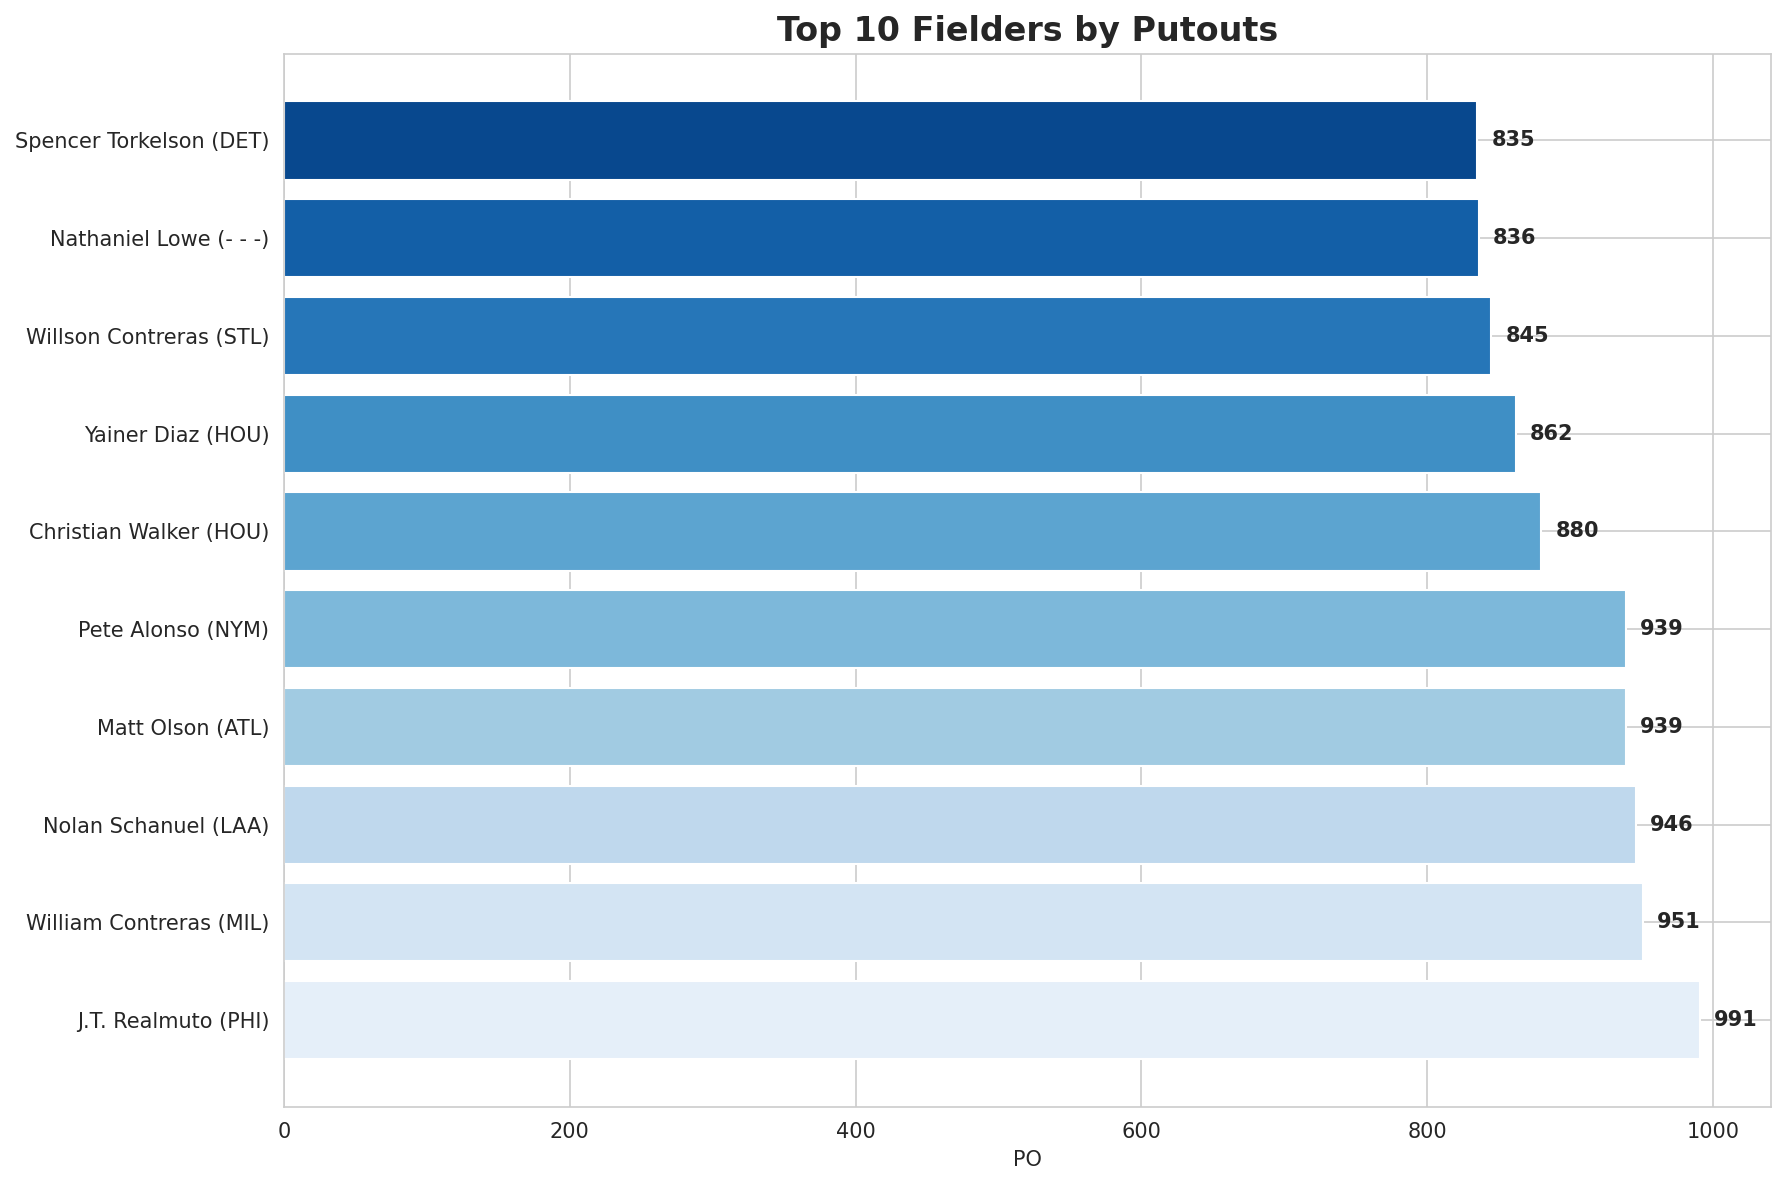 Top 10 Fielders by Putouts
Spencer Torkelson (DET) 835
Nathaniel Lowe (- - -) 836
Willson Contreras (STL) 845
Yainer Diaz (HOU) 862
Christian Walker (HOU) 880
Pete Alonso (NYM) 939
Matt Olson (ATL) 939
Nolan Schanuel (LAA) 946
William Contreras (MIL) 951
J.T. Realmuto (PHI) 991
0 200 400 600 800 1000
PO